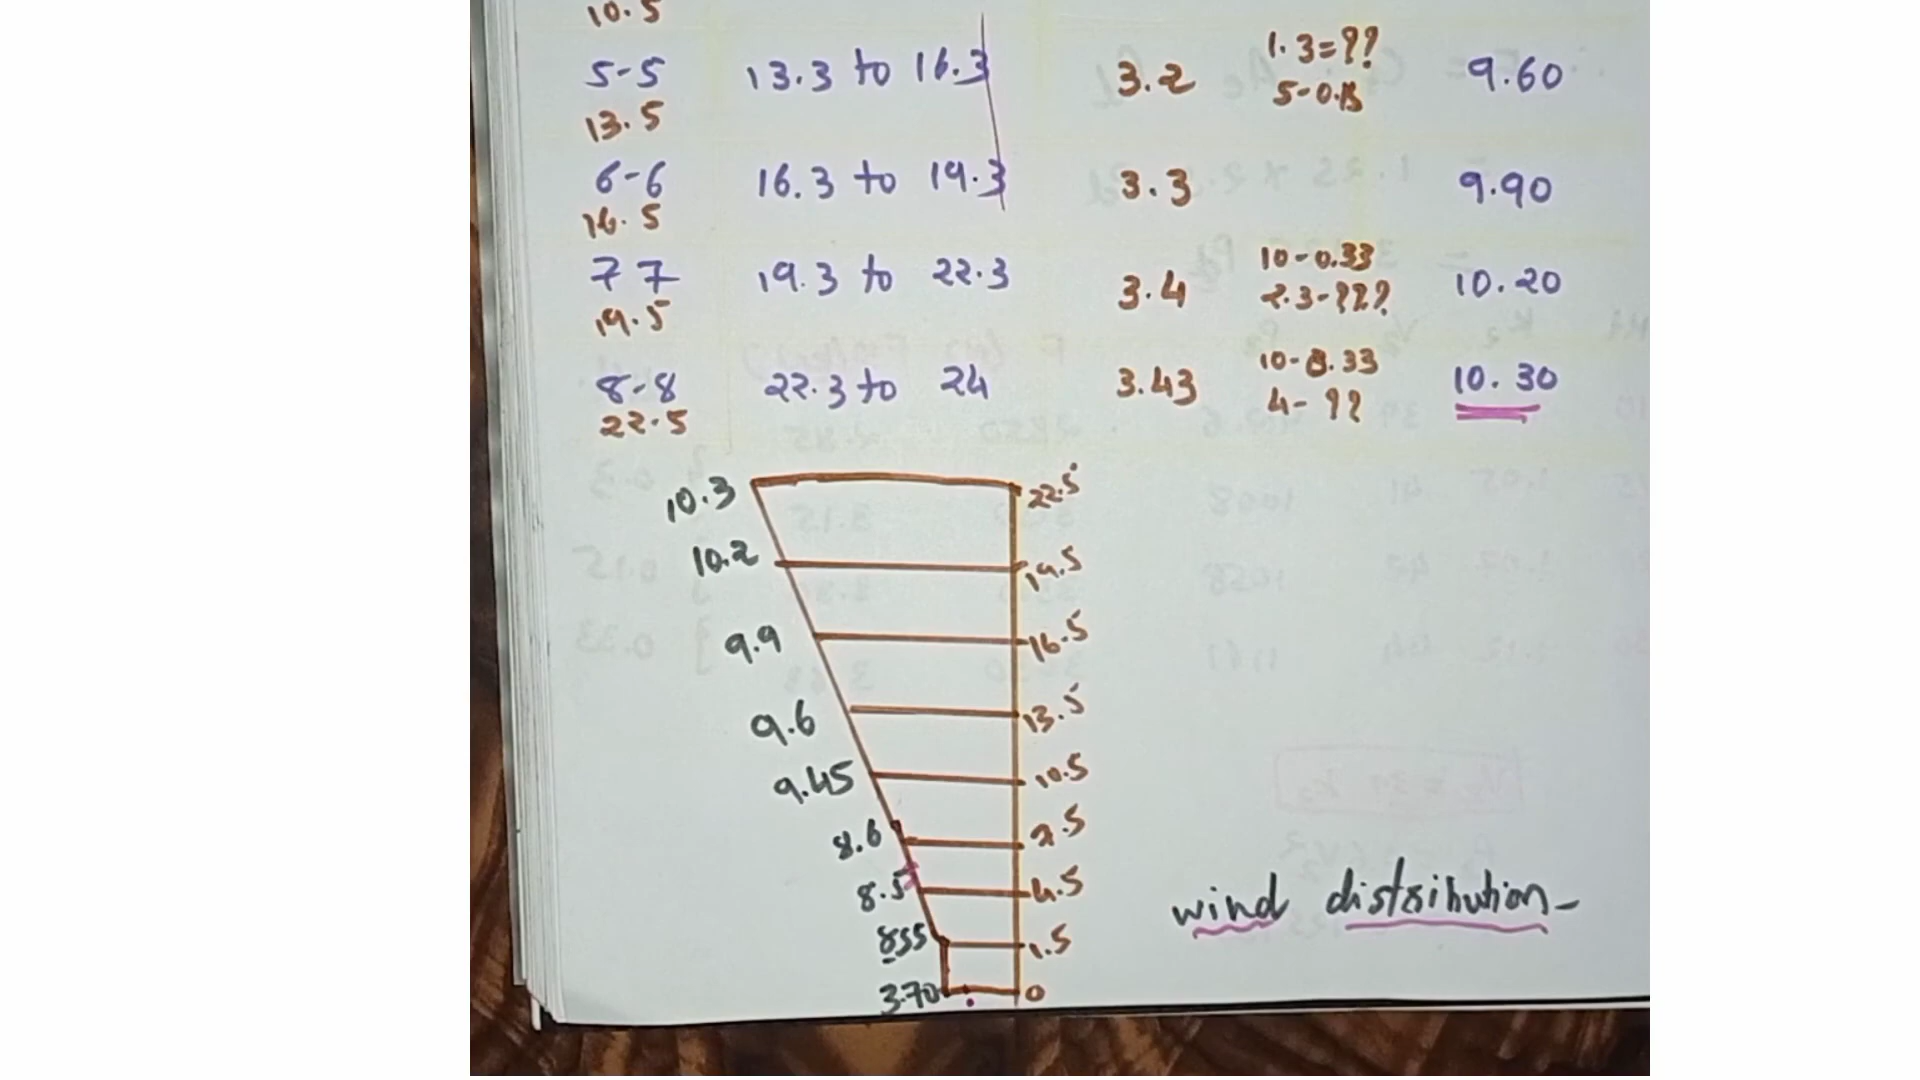 10.5
5-5 13.3 to 16.3 3.2 1.3=?? 9.60
13.5 5-0.15
6-6 16.3 to 19.3 3.3 9.90
16.5
7 7 19.3 to 22.3 3.4 10-0.33 10.20
19.5 2.3-???
8-8 22.3 to 24 3.43 10-0.33 10.30
22.5 4-??
10.3 22.5
10.2 19.5
9.9 16.5
9.6 13.5
9.45 10.5
8.6 7.5
8.5 4.5
855 1.5
3.70 0
wind distribution